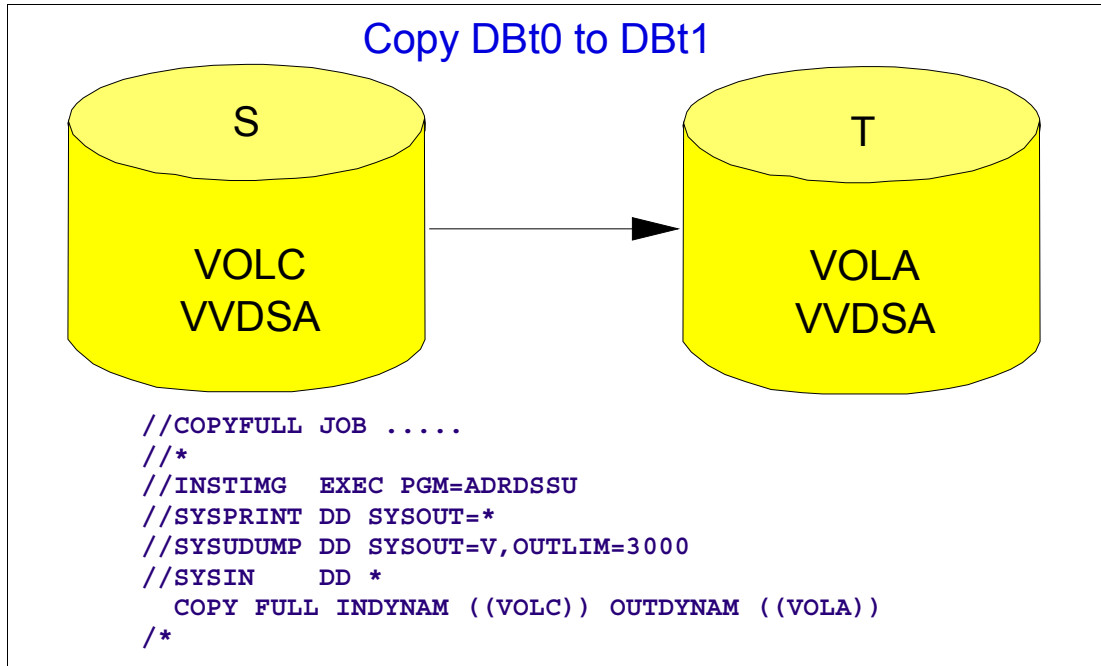 Copy DBt0 to DBt1
S
T
VOLC
VVDSA
VOLA
VVDSA
//COPYFULL JOB .....
//*
//INSTIMG  EXEC PGM=ADRDSSU
//SYSPRINT DD SYSOUT=*
//SYSUDUMP DD SYSOUT=V,OUTLIM=3000
//SYSIN    DD *
  COPY FULL INDYNAM ((VOLC)) OUTDYNAM ((VOLA))
/*